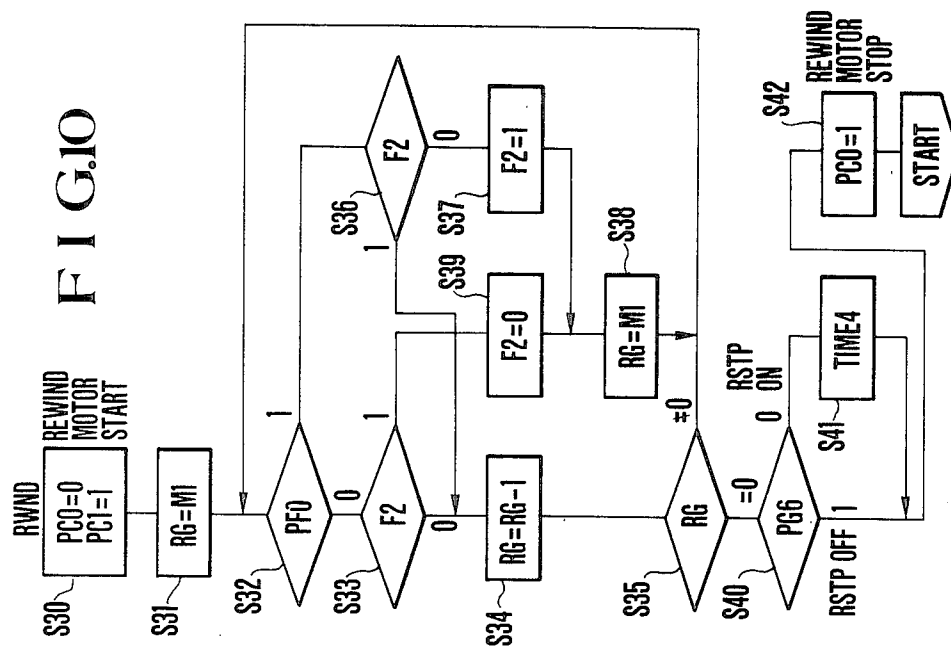 FIG.10
RWND
S30
PC0=0
PC1=1
REWIND
MOTOR
START
S31
RG=M1
S32
PF0
1
0
S33
F2
1
0
S36
F2
1
0
S37
F2=1
S39
F2=0
S38
RG=M1
S34
RG=RG-1
S35
RG
≠0
=0
S40
PG6
0
RSTP
ON
1
RSTP OFF
S41
TIME4
S42
PC0=1
REWIND
MOTOR
STOP
START